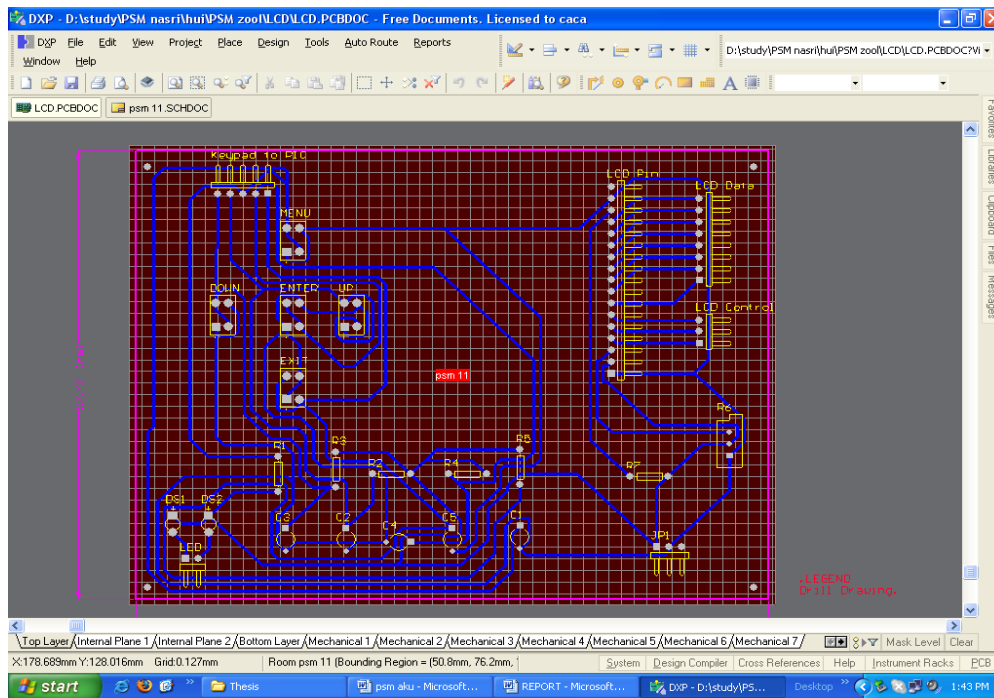 DXP - D:\study\PSM nasri\hui\PSM zool\LCD\LCD.PCBDOC - Free Documents. Licensed to caca
DXP File Edit View Project Place Design Tools Auto Route Reports
D:\study\PSM nasri\hui\PSM zool\LCD\LCD.PCBDOC?Vi
Window Help
LCD.PCBDOC psm 11.SCHDOC
Favorites
Libraries
Clipboard
Files
Messages
Keypad to PIC
LCD Pin
LCD Data
MENU
DOWN ENTER UP
LCD Control
EXIT
psm 11
R6
R1 R3 R5
R2 R4 R7
DS1 DS2
C3 C2 C4 C5 C1
LED
JP1
.LEGEND
Drill Drawing.
Top Layer Internal Plane 1 Internal Plane 2 Bottom Layer Mechanical 1 Mechanical 2 Mechanical 3 Mechanical 4 Mechanical 5 Mechanical 6 Mechanical 7 Mask Level Clear
X:178.689mm Y:128.016mm Grid:0.127mm Room psm 11 (Bounding Region = (50.8mm, 76.2mm, System Design Compiler Cross References Help Instrument Racks PCB
start Thesis psm aku - Microsoft... REPORT - Microsoft... DXP - D:\study\PS... Desktop 1:43 PM